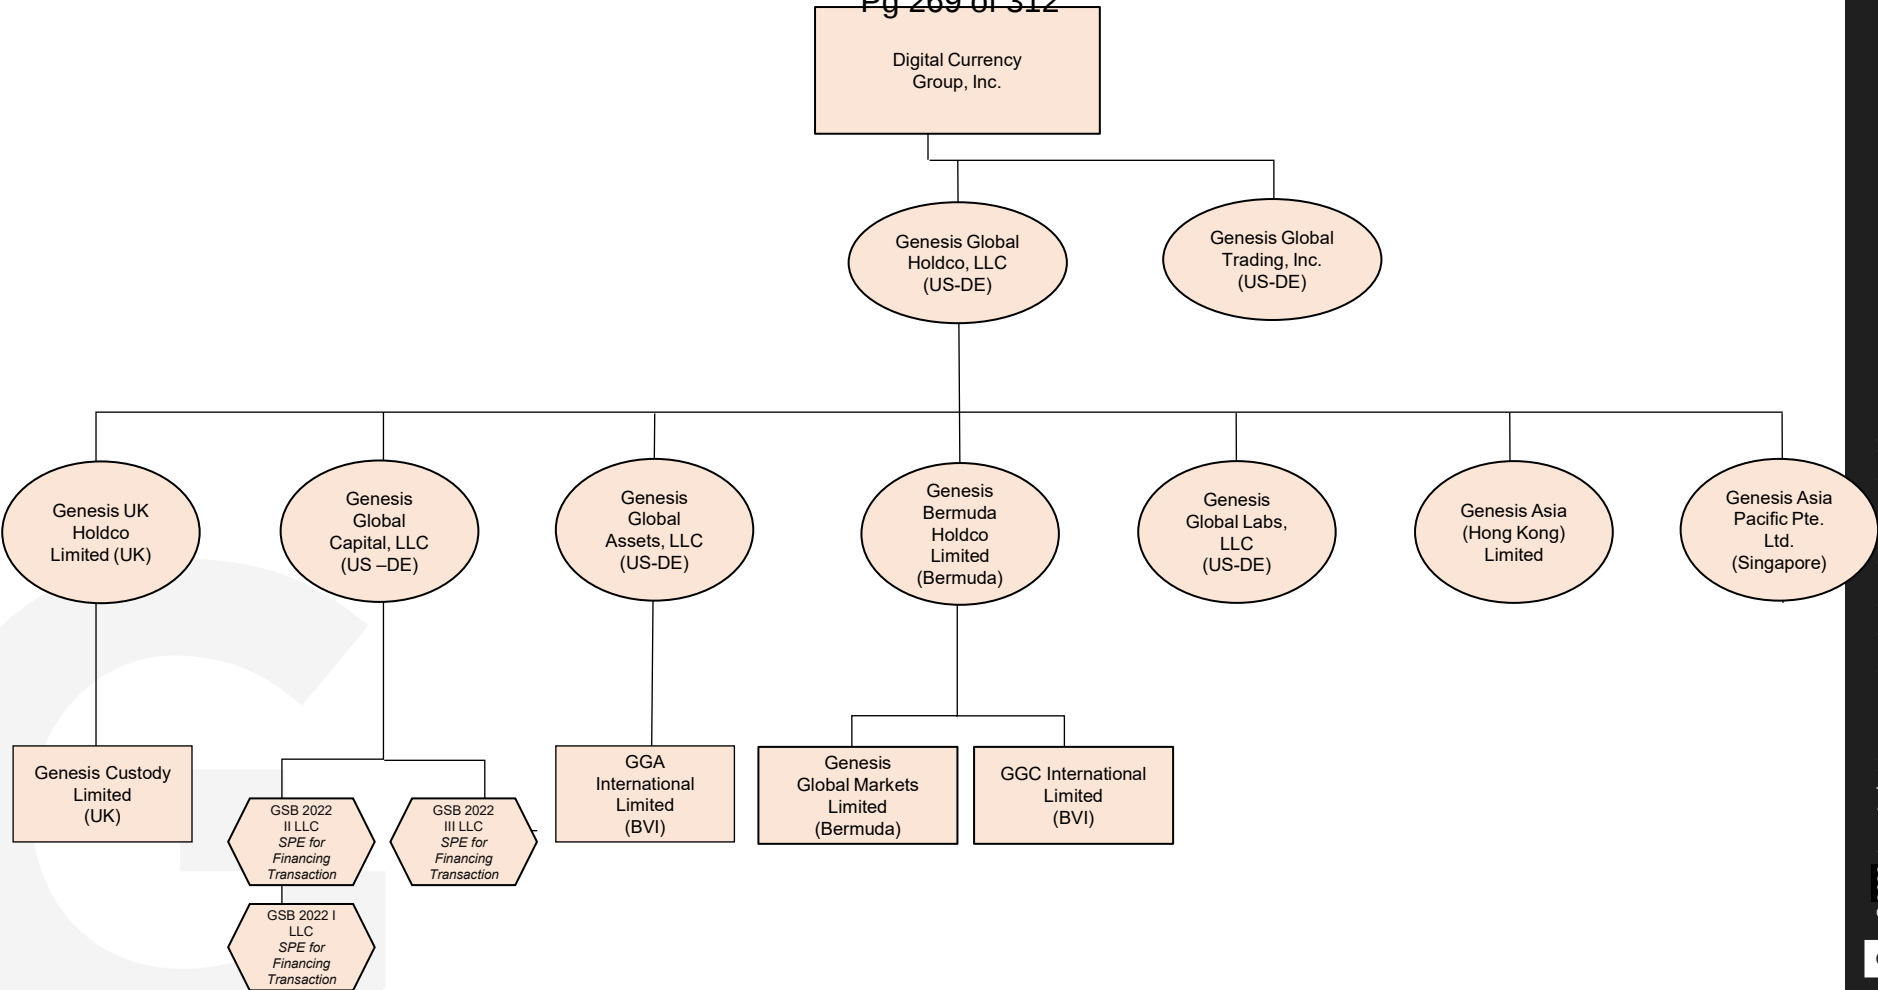 Pg 269 of 312
Digital Currency
Group, Inc.
Genesis Global
Holdco, LLC
(US-DE)
Genesis Global
Trading, Inc.
(US-DE)
Genesis UK
Holdco
Limited (UK)
Genesis
Global
Capital, LLC
(US –DE)
Genesis
Global
Assets, LLC
(US-DE)
Genesis
Bermuda
Holdco
Limited
(Bermuda)
Genesis
Global Labs,
LLC
(US-DE)
Genesis Asia
(Hong Kong)
Limited
Genesis Asia
Pacific Pte.
Ltd.
(Singapore)
Genesis Custody
Limited
(UK)
GSB 2022
II LLC
SPE for
Financing
Transaction
GSB 2022
III LLC
SPE for
Financing
Transaction
GGA
International
Limited
(BVI)
Genesis
Global Markets
Limited
(Bermuda)
GGC International
Limited
(BVI)
GSB 2022 I
LLC
SPE for
Financing
Transaction